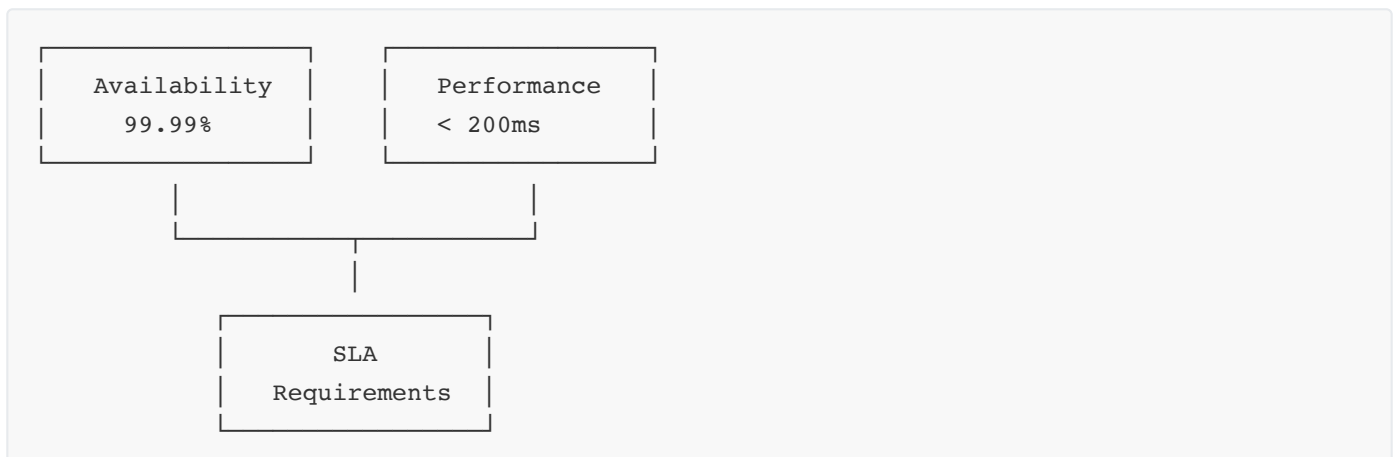 Availability
99.99%
Performance
< 200ms
SLA
Requirements